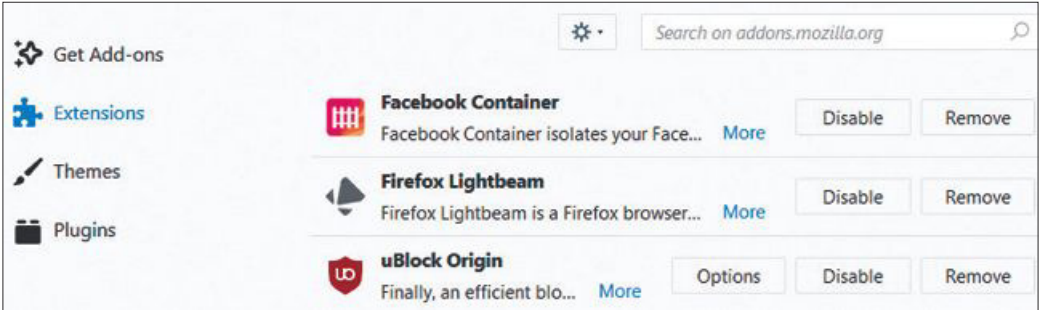 Search on addons.mozilla.org
Get Add-ons
Extensions
Themes
Plugins
Facebook Container
Facebook Container isolates your Face... More
Disable Remove
Firefox Lightbeam
Firefox Lightbeam is a Firefox browser... More
Disable Remove
uBlock Origin
Finally, an efficient blo... More
Options Disable Remove